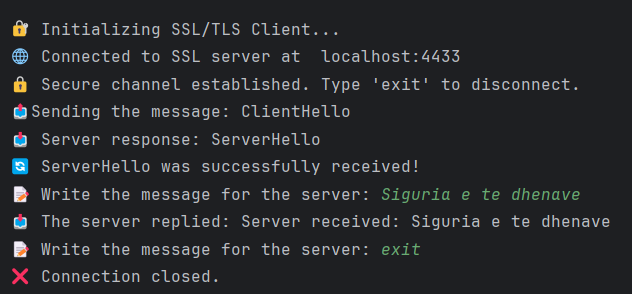 🔐 Initializing SSL/TLS Client...
🌐 Connected to SSL server at  localhost:4433
🔒 Secure channel established. Type 'exit' to disconnect.
📤Sending the message: ClientHello
📥 Server response: ServerHello
🔄 ServerHello was successfully received!
📝 Write the message for the server: Siguria e te dhenave
📥 The server replied: Server received: Siguria e te dhenave
📝 Write the message for the server: exit
❌ Connection closed.